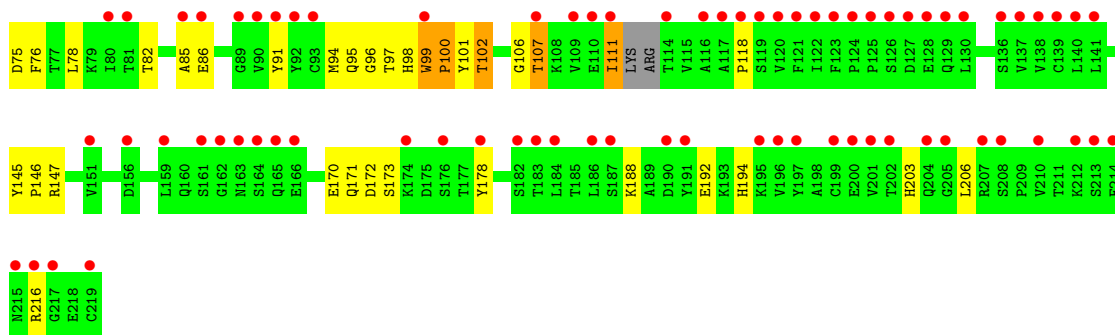 D75 F76 T77 L78 K79 I80 T81 T82 A85 E86 G89 V90 Y91 Y92 C93 M94 Q95 G96 T97 H98 W99 P100 Y101 T102 G106 T107 K108 V109 E110 I111 LYS ARG T114 V115 A116 A117 P118 S119 V120 F121 I122 F123 P124 P125 S126 D127 E128 Q129 L130 S136 V137 V138 C139 L140 L141
Y145 P146 R147 V151 D156 L159 Q160 S161 G162 N163 S164 Q165 E166 E170 Q171 D172 S173 K174 D175 S176 T177 Y178 S182 T183 L184 T185 L186 S187 K188 A189 D190 Y191 E192 K193 H194 K195 V196 Y197 A198 C199 E200 V201 T202 H203 Q204 G205 L206 R207 S208 P209 V210 T211 K212 S213 F214
N215 R216 G217 E218 C219